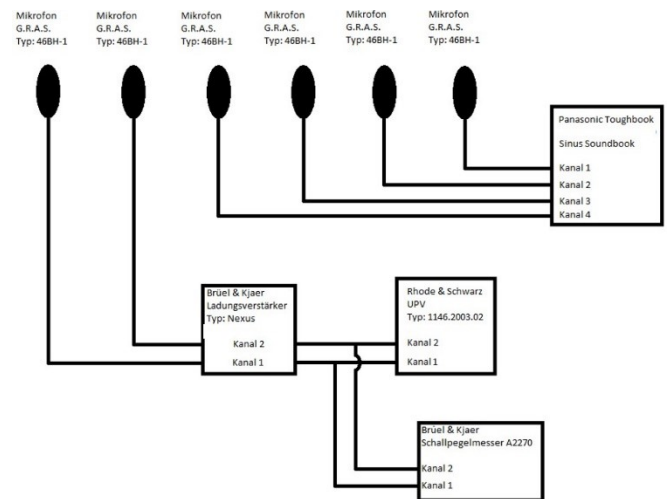 Mikrofon
G.R.A.S.
Typ: 46BH-1
Mikrofon
G.R.A.S.
Typ: 46BH-1
Mikrofon
G.R.A.S.
Typ: 46BH-1
Mikrofon
G.R.A.S.
Typ: 46BH-1
Mikrofon
G.R.A.S.
Typ: 46BH-1
Mikrofon
G.R.A.S.
Typ: 46BH-1
Panasonic Toughbook
Sinus Soundbook
Kanal 1
Kanal 2
Kanal 3
Kanal 4
Brüel & Kjaer
Ladungsverstärker
Typ: Nexus
Kanal 2
Kanal 1
Rhode & Schwarz
UPV
Typ: 1146.2003.02
Kanal 2
Kanal 1
Brüel & Kjaer
Schallpegelmesser A2270
Kanal 2
Kanal 1